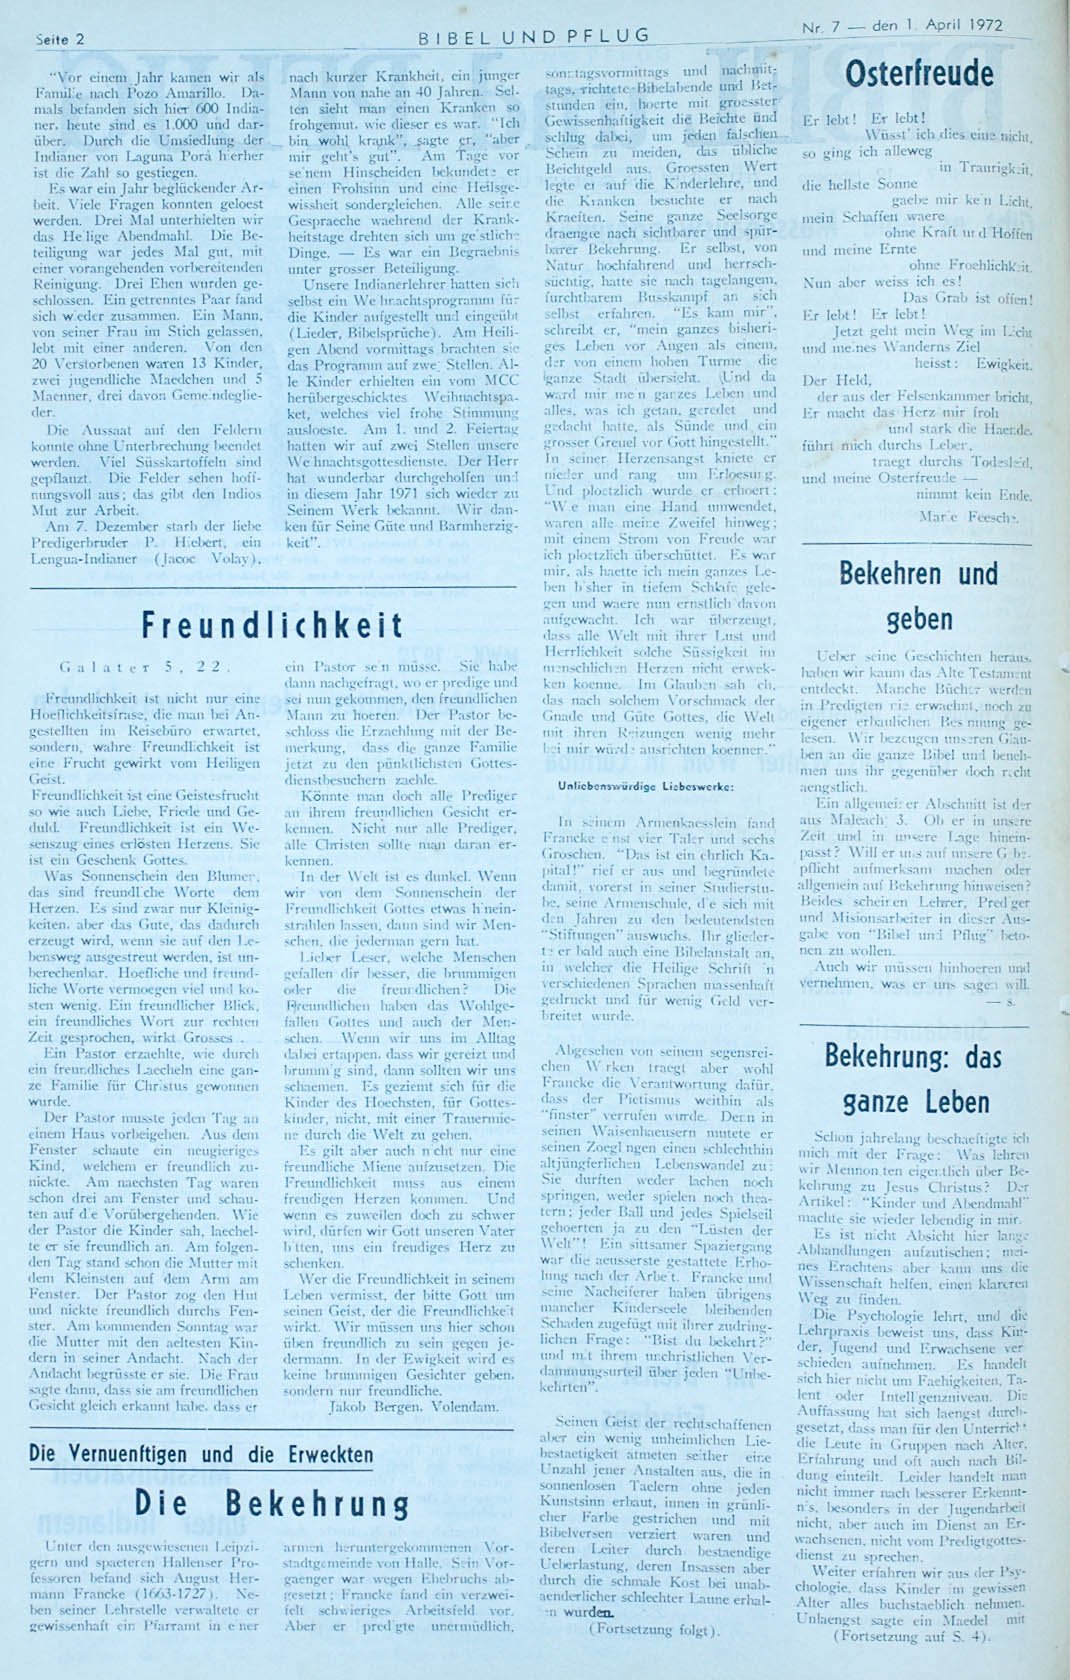 Seite 2
BIBEL UND PFLUG
Nr. 7 — den 1. April 1972
"Vor einem Jahr kamen wir als
Familie nach Pozo Amarillo. Da-
mals befanden sich hier 600 India-
ner, heute sind es 1.000 und dar-
über. Durch die Umsiedlung der
Indianer von Laguna Porá hierher
ist die Zahl so gestiegen.
Es war ein Jahr beglückender Ar-
beit. Viele Fragen konnten geloest
werden. Drei Mal unterhielten wir
das Heilige Abendmahl. Die Be-
teiligung war jedes Mal gut, mit
einer vorangehenden vorbereitenden
Reinigung. Drei Ehen wurden ge-
schlossen. Ein getrenntes Paar fand
sich wieder zusammen. Ein Mann,
von seiner Frau im Stich gelassen,
lebt mit einer anderen. Von den
20 Verstorbenen waren 13 Kinder,
zwei jugendliche Maedchen und 5
Maenner, drei davon Gemeindeglie-
der.
Die Aussaat auf den Feldern
konnte ohne Unterbrechung beendet
werden. Viel Süsskartoffeln sind
gepflanzt. Die Felder sehen hoff-
nungsvoll aus; das gibt den Indios
Mut zur Arbeit.
Am 7. Dezember starb der liebe
Predigerbruder P. Hiebert, ein
Lengua-Indianer (Jacoc Volay),
nach kurzer Krankheit, ein junger
Mann von nahe an 40 Jahren. Sel-
ten sieht man einen Kranken so
frohgemut, wie dieser es war. "Ich
bin wohl krank", sagte er, "aber
mir geht's gut". Am Tage vor
seinem Hinscheiden bekundete er
einen Frohsinn und eine Heilsge-
wissheit sondergleichen. Alle seine
Gespraeche waehrend der Krank-
heitstage drehten sich um geistliche
Dinge. — Es war ein Begraebnis
unter grosser Beteiligung.
Unsere Indianerlehrer hatten sich
selbst ein Weihnachtsprogramm für
die Kinder aufgestellt und eingeübt
(Lieder, Bibelsprüche). Am Heili-
gen Abend vormittags brachten sie
das Programm auf zwei Stellen. Al-
le Kinder erhielten ein vom MCC
herübergeschicktes Weihnachtspa-
ket, welches viel frohe Stimmung
ausloeste. Am 1. und 2. Feiertag
hatten wir auf zwei Stellen unsere
Weihnachtsgottesdienste. Der Herr
hat wunderbar durchgeholfen und
in diesem Jahr 1971 sich wieder zu
Seinem Werk bekannt. Wir dan-
ken für Seine Güte und Barmherzig-
keit".
Freundlichkeit
Galater 5, 22.
Freundlichkeit ist nicht nur eine
Hoeflichkeitsfrase, die man bei An-
gestellten im Reisebüro erwartet,
sondern, wahre Freundlichkeit ist
eine Frucht gewirkt vom Heiligen
Geist.
Freundlichkeit ist eine Geistesfrucht
so wie auch Liebe, Friede und Ge-
duld. Freundlichkeit ist ein We-
senszug eines erlösten Herzens. Sie
ist ein Geschenk Gottes.
Was Sonnenschein den Blumen,
das sind freundliche Worte dem
Herzen. Es sind zwar nur Kleinig-
keiten, aber das Gute, das dadurch
erzeugt wird, wenn sie auf den Le-
bensweg ausgestreut werden, ist un-
berechenbar. Hoefliche und freund-
liche Worte vermoegen viel und ko-
sten wenig. Ein freundlicher Blick,
ein freundliches Wort zur rechten
Zeit gesprochen, wirkt Grosses.
Ein Pastor erzaehlte, wie durch
ein freundliches Laecheln eine gan-
ze Familie für Christus gewonnen
wurde.
Der Pastor musste jeden Tag an
einem Haus vorbeigehen. Aus dem
Fenster schaute ein neugieriges
Kind, welchem er freundlich zu-
nickte. Am naechsten Tag waren
schon drei am Fenster und schau-
ten auf die Vorübergehenden. Wie
der Pastor die Kinder sah, laechel-
te er sie freundlich an. Am folgen-
den Tag stand schon die Mutter mit
dem Kleinsten auf dem Arm am
Fenster. Der Pastor zog den Hut
und nickte freundlich durchs Fen-
ster. Am kommenden Sonntag war
die Mutter mit den aeltesten Kin-
dern in seiner Andacht. Nach der
Andacht begrüsste er sie. Die Frau
sagte dann, dass sie am freundlichen
Gesicht gleich erkannt habe, dass er
ein Pastor sein müsse. Sie habe
dann nachgefragt, wo er predige und
sei nun gekommen, den freundlichen
Mann zu hoeren. Der Pastor be-
schloss die Erzaehlung mit der Be-
merkung, dass die ganze Familie
jetzt zu den pünktlichsten Gottes-
dienstbesuchern zaehle.
Könnte man doch alle Prediger
an ihrem freundlichen Gesicht er-
kennen. Nicht nur alle Prediger,
alle Christen sollte man daran er-
kennen.
In der Welt ist es dunkel. Wenn
wir von dem Sonnenschein der
Freundlichkeit Gottes etwas hinein-
strahlen lassen, dann sind wir Men-
schen, die jederman gern hat.
Lieber Leser, welche Menschen
gefallen dir besser, die brummigen
oder die freundlichen? Die
Freundlichen haben das Wohlge-
fallen Gottes und auch der Men-
schen. Wenn wir uns im Alltag
dabei ertappen, dass wir gereizt und
brummig sind, dann sollten wir uns
schaemen. Es geziemt sich für die
Kinder des Hoechsten, für Gottes-
kinder, nicht, mit einer Trauermie-
ne durch die Welt zu gehen.
Es gilt aber auch nicht nur eine
freundliche Miene aufzusetzen. Die
Freundlichkeit muss aus einem
freudigen Herzen kommen. Und
wenn es zuweilen doch zu schwer
wird, dürfen wir Gott unseren Vater
bitten, uns ein freudiges Herz zu
schenken.
Wer die Freundlichkeit in seinem
Leben vermisst, der bitte Gott um
seinen Geist, der die Freundlichkeit
wirkt. Wir müssen uns hier schon
üben freundlich zu sein gegen je-
dermann. In der Ewigkeit wird es
keine brummigen Gesichter geben,
sondern nur freundliche.
Jakob Bergen, Volendam.
Die Vernuenftigen und die Erweckten
Die Bekehrung
Unter den ausgewiesenen Leipzi-
gern und spaeteren Hallenser Pro-
fessoren befand sich August Her-
mann Francke (1663-1727). Ne-
ben seiner Lehrstelle verwaltete er
gewissenhaft ein Pfarramt in einer
armen heruntergekommenen Vor-
stadtgemeinde von Halle. Sein Vor-
gaenger war wegen Ehebruchs ab-
gesetzt; Francke fand ein verzwei-
felt schwieriges Arbeitsfeld vor.
Aber er predigte unermüdlich,
sonntagsvormittags und nachmit-
tags, richtete Bibelabende und Bet-
stunden ein, hoerte mit groesster
Gewissenhaftigkeit die Beichte und
schlug dabei, um jeden falschen
Schein zu meiden, das übliche
Beichtgeld aus. Groessten Wert
legte er auf die Kinderlehre, und
die Kranken besuchte er nach
Kraeften. Seine ganze Seelsorge
draengte nach sichtbarer und spür-
barer Bekehrung. Er selbst, von
Natur hochfahrend und herrsch-
süchtig, hatte sie nach tagelangem,
furchtbarem Busskampf an sich
selbst erfahren. "Es kam mir",
schreibt er, "mein ganzes bisheri-
ges Leben vor Augen als einem,
der von einem hohen Turme die
ganze Stadt übersieht. Und da
ward mir mein ganzes Leben und
alles, was ich getan, geredet und
gedacht hatte, als Sünde und ein
grosser Greuel vor Gott hingestellt."
In seiner Herzensangst kniete er
nieder und rang um Erloesung.
Und ploetzlich wurde er erhoert:
"Wie man eine Hand umwendet,
waren alle meine Zweifel hinweg;
mit einem Strom von Freude war
ich ploetzlich überschüttet. Es war
mir, als haette ich mein ganzes Le-
ben bisher in tiefem Schlafe gele-
gen und waere nun ernstlich davon
aufgewacht. Ich war überzeugt,
dass alle Welt mit ihrer Lust und
Herrlichkeit solche Süssigkeit im
menschlichen Herzen nicht erwek-
ken koenne. Im Glauben sah ich,
das nach solchem Vorschmack der
Gnade und Güte Gottes, die Welt
mit ihren Reizungen wenig mehr
bei mir würde ausrichten koennen."
Unliebenswürdige Liebeswerke:
In seinem Armenkaesslein fand
Francke einst vier Taler und sechs
Groschen. "Das ist ein ehrlich Ka-
pital!" rief er aus und begründete
damit, vorerst in seiner Studierstu-
be, seine Armenschule, die sich mit
den Jahren zu den bedeutendsten
"Stiftungen" auswuchs. Ihr glieder-
te er bald auch eine Bibelanstalt an,
in welcher die Heilige Schrift in
verschiedenen Sprachen massenhaft
gedruckt und für wenig Geld ver-
breitet wurde.
Abgesehen von seinem segensrei-
chen Wirken traegt aber wohl
Francke die Verantwortung dafür,
dass der Pietismus weithin als
"finster" verrufen wurde. Denn in
seinen Waisenhaeusern mutete er
seinen Zoeglingen einen schlechthin
altjüngferlichen Lebenswandel zu:
Sie durften weder lachen noch
springen, weder spielen noch thea-
tern; jeder Ball und jedes Spielseil
gehoerten ja zu den "Lüsten der
Welt"! Ein sittsamer Spaziergang
war die aeusserste gestattete Erho-
lung nach der Arbeit. Francke und
seine Nacheiferer haben übrigens
mancher Kinderseele bleibenden
Schaden zugefügt mit ihrer zudring-
lichen Frage: "Bist du bekehrt?"
und mit ihrem unchristlichen Ver-
dammungsurteil über jeden "Unbe-
kehrten".
Seinen Geist der rechtschaffenen
aber ein wenig unheimlichen Lie-
bestaetigkeit atmeten seither eine
Unzahl jener Anstalten aus, die in
sonnenlosen Taelern ohne jeden
Kunstsinn erbaut, innen in grünli-
cher Farbe gestrichen und mit
Bibelversen verziert waren und
deren Leiter durch bestaendige
Ueberlastung, deren Insassen aber
durch die schmale Kost bei unab-
aenderlicher schlechter Laune erhal-
en wurden.
(Fortsetzung folgt).
Osterfreude
Er lebt! Er lebt!
Wüsst' ich dies eine nicht,
so ging ich alleweg
in Traurigkeit,
die hellste Sonne
gaebe mir kein Licht,
mein Schaffen waere
ohne Kraft und Hoffen
und meine Ernte
ohne Froehlichkeit.
Nun aber weiss ich es!
Das Grab ist offen!
Er lebt! Er lebt!
Jetzt geht mein Weg im Licht
und meines Wanderns Ziel
heisst: Ewigkeit.
Der Held,
der aus der Felsenkammer bricht,
Er macht das Herz mir froh
und stark die Haende,
führt mich durchs Leben,
traegt durchs Todesleid,
und meine Osterfreude —
nimmt kein Ende.
Marie Feesche.
Bekehren und
geben
Ueber seine Geschichten heraus,
haben wir kaum das Alte Testament
entdeckt. Manche Bücher werden
in Predigten nie erwaehnt, noch zu
eigener erbaulichen Besinnung ge-
lesen. Wir bezeugen unseren Glau-
ben an die ganze Bibel und beneh-
men uns ihr gegenüber doch recht
aengstlich.
Ein allgemeiner Abschnitt ist der
aus Maleachi 3. Ob er in unsere
Zeit und in unsere Lage hinein-
passt? Will er uns auf unsere Gebe-
pflicht aufmerksam machen oder
allgemein auf Bekehrung hinweisen?
Beides scheinen Lehrer, Prediger
und Misionsarbeiter in dieser Aus-
gabe von "Bibel und Pflug" beto-
nen zu wollen.
Auch wir müssen hinhoeren und
vernehmen, was er uns sagen will.
— s.
Bekehrung: das
ganze Leben
Schon jahrelang beschaeftigte ich
mich mit der Frage: Was lehren
wir Mennoniten eigentlich über Be-
kehrung zu Jesus Christus? Der
Artikel: "Kinder und Abendmahl"
machte sie wieder lebendig in mir.
Es ist nicht Absicht hier lange
Abhandlungen aufzutischen; mei-
nes Erachtens aber kann uns die
Wissenschaft helfen, einen klareren
Weg zu finden.
Die Psychologie lehrt, und die
Lehrpraxis beweist uns, dass Kin-
der, Jugend und Erwachsene ver
schieden aufnehmen. Es handelt
sich hier nicht um Faehigkeiten, Ta-
lent oder Intelligenzniveau. Die
Auffassung hat sich laengst durch-
gesetzt, dass man für den Unterricht
die Leute in Gruppen nach Alter,
Erfahrung und oft auch nach Bil-
dung einteilt. Leider handelt man
nicht immer nach besserer Erkennt-
nis, besonders in der Jugendarbeit
nicht, aber auch im Dienst an Er-
wachsenen, nicht vom Predigtgottes-
dienst zu sprechen.
Weiter erfahren wir aus der Psy-
chologie, dass Kinder im gewissen
Alter alles buchstaeblich nehmen.
Unlaengst sagte ein Maedel mit
(Fortsetzung auf S. 4).